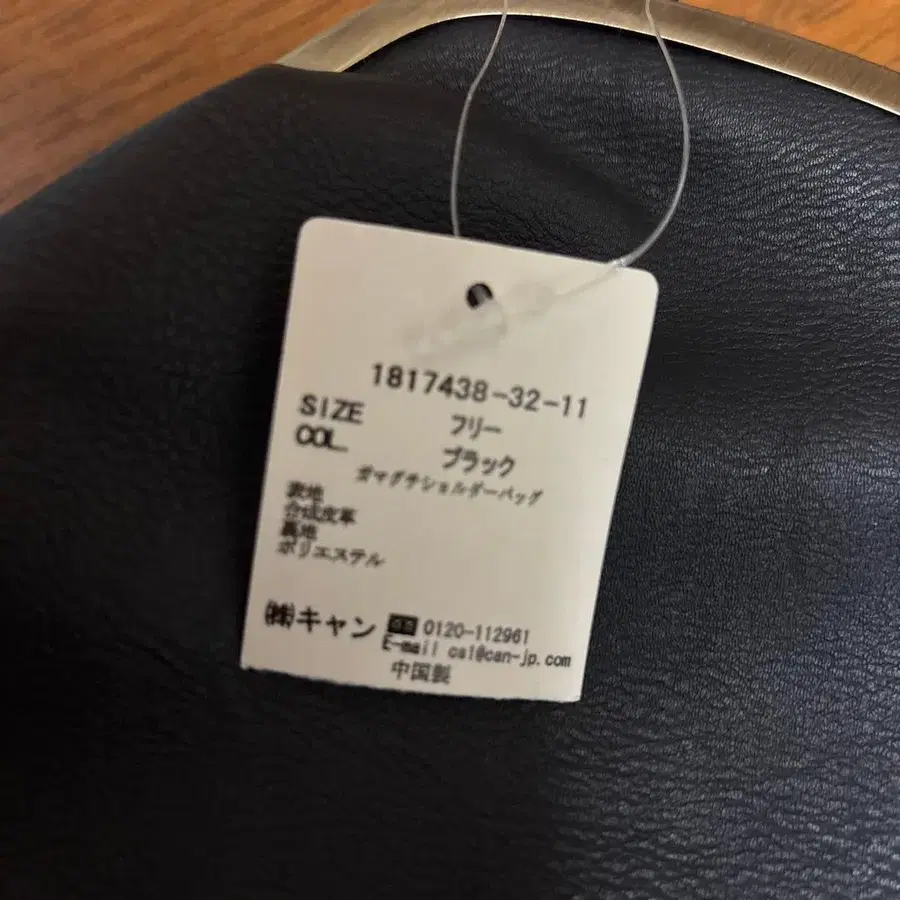 1817438-32-11
SIZE フリー
COL. ブラック
ガマグチショルダーバッグ
表地
合成皮革
裏地
ポリエステル
㈱キャン 0120-112961
E-mail cs1@can-jp.com
中国製